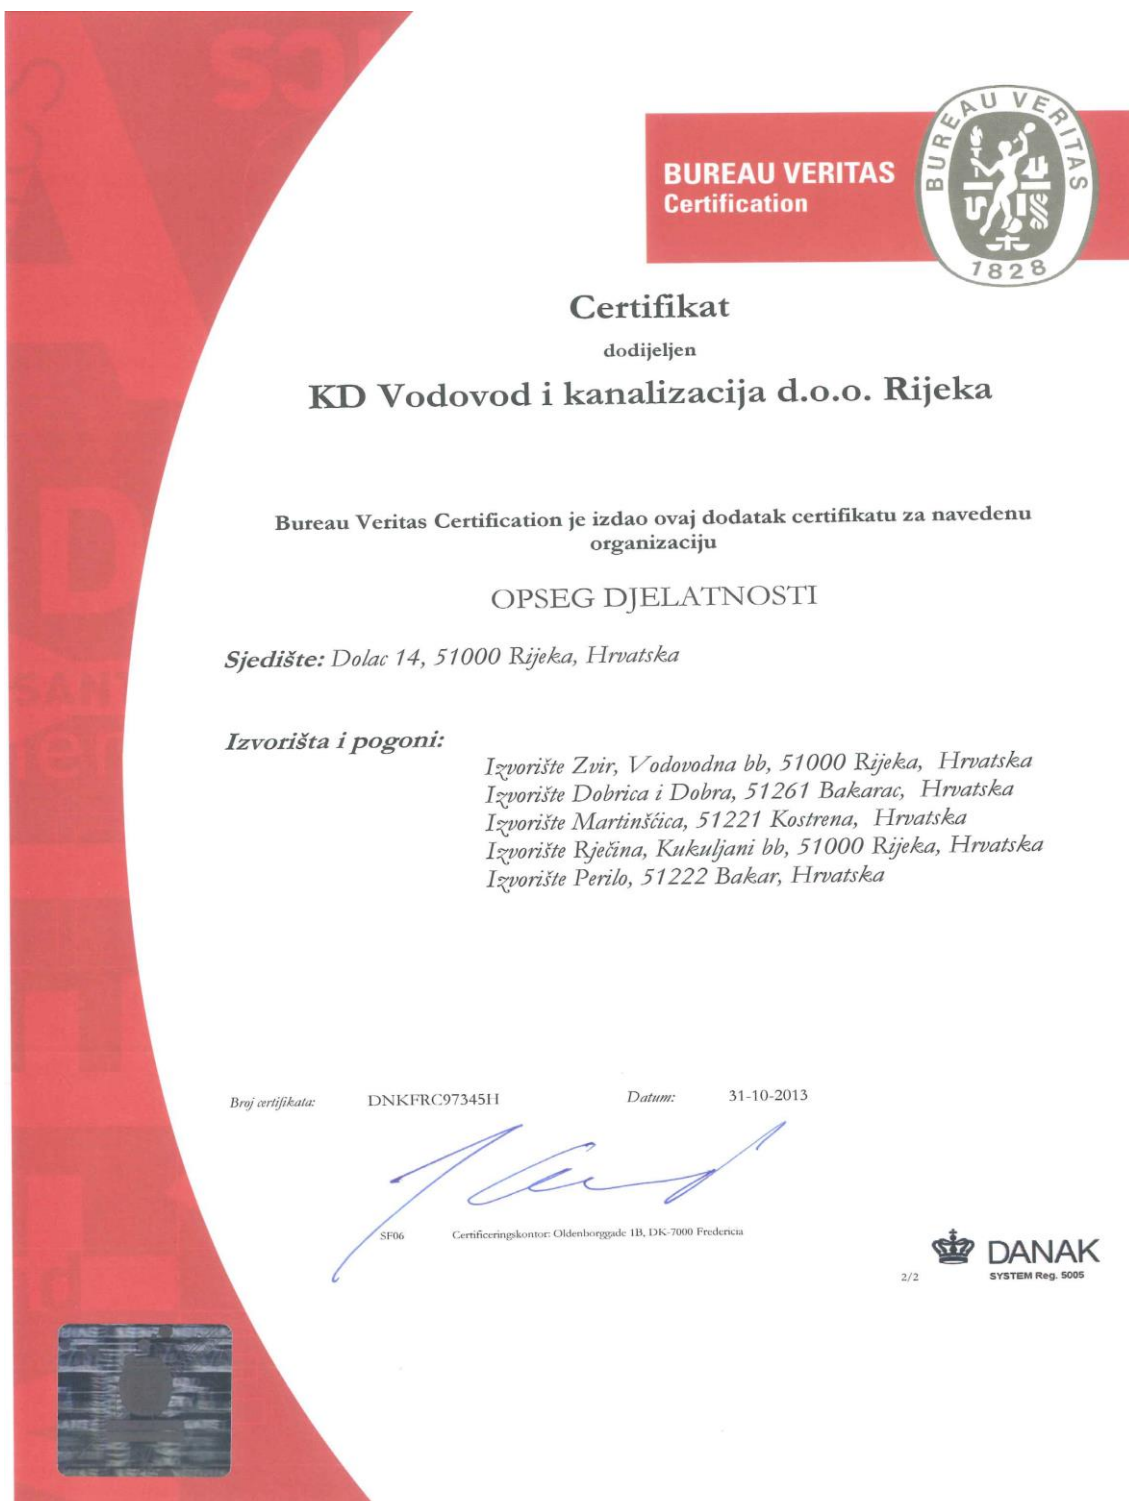 BUREAU VERITAS
Certification
BUREAU VERITAS
1828
Certifikat
dodijeljen
KD Vodovod i kanalizacija d.o.o. Rijeka
Bureau Veritas Certification je izdao ovaj dodatak certifikatu za navedenu
organizaciju
OPSEG DJELATNOSTI
Sjedište: Dolac 14, 51000 Rijeka, Hrvatska
Izvorišta i pogoni:
Izvorište Zvir, Vodovodna bb, 51000 Rijeka, Hrvatska
Izvorište Dobrica i Dobra, 51261 Bakarac, Hrvatska
Izvorište Martinšćica, 51221 Kostrena, Hrvatska
Izvorište Rječina, Kukuljani bb, 51000 Rijeka, Hrvatska
Izvorište Perilo, 51222 Bakar, Hrvatska
Broj certifikata: DNKFRC97345H Datum: 31-10-2013
SF06 Certificeringskontor: Oldenborggade 1B, DK-7000 Fredericia
DANAK
SYSTEM Reg. 5005
2/2